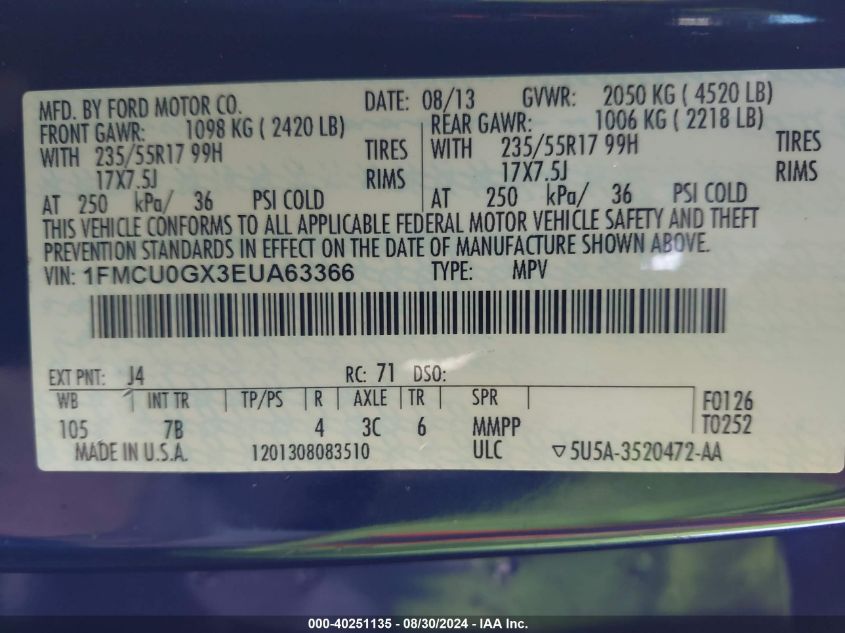 MFD. BY FORD MOTOR CO. DATE: 08/13 GVWR: 2050 KG ( 4520 LB)
FRONT GAWR: 1098 KG ( 2420 LB) REAR GAWR: 1006 KG ( 2218 LB)
WITH 235/55R17 99H TIRES WITH 235/55R17 99H TIRES
17X7.5J RIMS 17X7.5J RIMS
AT 250 kPa/ 36 PSI COLD AT 250 kPa/ 36 PSI COLD
THIS VEHICLE CONFORMS TO ALL APPLICABLE FEDERAL MOTOR VEHICLE SAFETY AND THEFT
PREVENTION STANDARDS IN EFFECT ON THE DATE OF MANUFACTURE SHOWN ABOVE.
VIN: 1FMCU0GX3EUA63366 TYPE: MPV
EXT PNT: J4 RC: 71 DSO:
WB INT TR TP/PS R AXLE TR SPR F0126
105 7B 4 3C 6 MMPP T0252
MADE IN U.S.A. 1201308083510 ULC ▽5U5A-3520472-AA
000-40251135 - 08/30/2024 - IAA Inc.